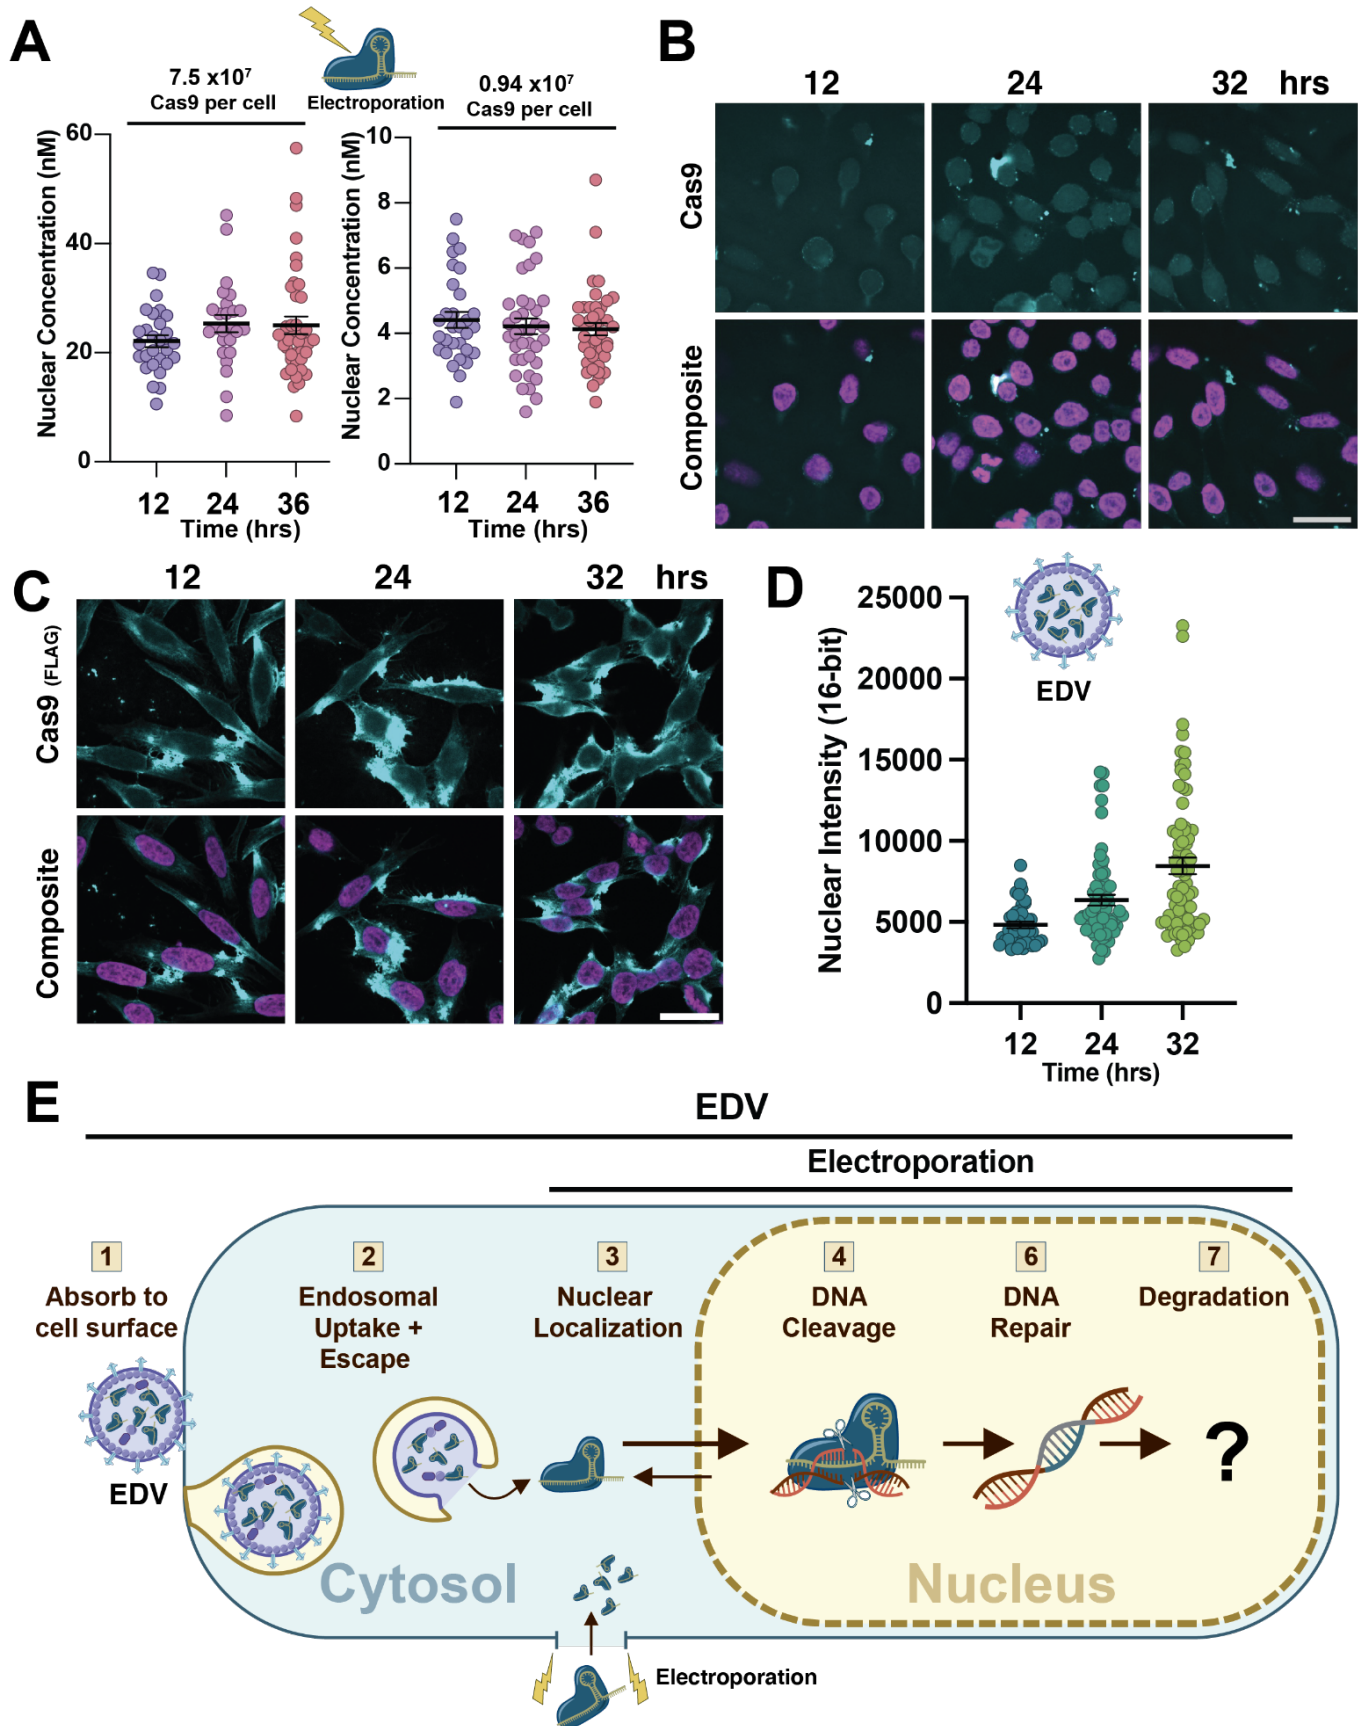 A
7.5 x10⁷
Cas9 per cell
Electroporation
0.94 x10⁷
Cas9 per cell
Nuclear Concentration (nM)
60
40
20
0
12 24 36
Time (hrs)
Nuclear Concentration (nM)
10
8
6
4
2
0
12 24 36
Time (hrs)
B
12 24 32 hrs
Cas9
Composite
C
12 24 32 hrs
Cas9 (FLAG)
Composite
D
EDV
Nuclear Intensity (16-bit)
25000
20000
15000
10000
5000
0
12 24 32
Time (hrs)
E
EDV
Electroporation
1
Absorb to
cell surface
2
Endosomal
Uptake +
Escape
3
Nuclear
Localization
4
DNA
Cleavage
6
DNA
Repair
7
Degradation
EDV
?
Cytosol
Nucleus
Electroporation